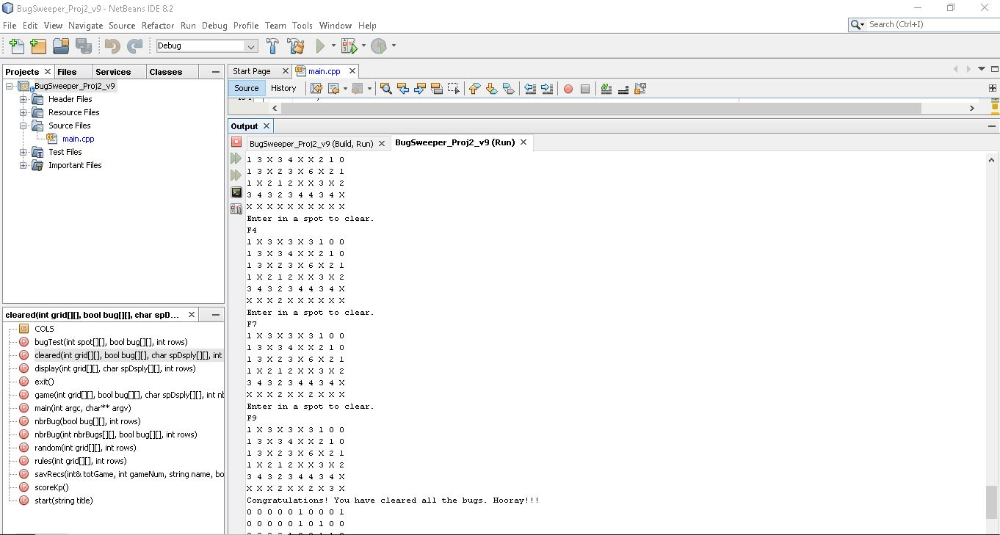 BugSweeper_Proj2_v9 - NetBeans IDE 8.2
File Edit View Navigate Source Refactor Run Debug Profile Team Tools Window Help
Search (Ctrl+I)
Debug
Projects Files Services Classes
BugSweeper_Proj2_v9
Header Files
Resource Files
Source Files
main.cpp
Test Files
Important Files
cleared(int grid[][], bool bug[][], char spD...
COLS
bugTest(int spot[][], bool bug[][], int rows)
cleared(int grid[][], bool bug[][], char spDsply[][], int
display(int grid[][], char spDsply[][], int rows)
exit()
game(int grid[][], bool bug[][], char spDsply[][], int nb
main(int argc, char** argv)
nbrBug(bool bug[][], int rows)
nbrBug(int nbrBugs[][], bool bug[][], int rows)
random(int grid[][], int rows)
rules(int grid[][], int rows)
savRecs(int& totGame, int gameNum, string name, bo
scoreKp()
start(string title)
Start Page main.cpp
Source History
Output
BugSweeper_Proj2_v9 (Build, Run) BugSweeper_Proj2_v9 (Run)
1 3 X 3 4 X X 2 1 0
1 3 X 2 3 X 6 X 2 1
1 X 2 1 2 X X 3 X 2
3 4 3 2 3 4 4 3 4 X
X X X X X X X X X X
Enter in a spot to clear.
F4
1 X 3 X 3 X 3 1 0 0
1 3 X 3 4 X X 2 1 0
1 3 X 2 3 X 6 X 2 1
1 X 2 1 2 X X 3 X 2
3 4 3 2 3 4 4 3 4 X
X X X 2 X X X X X X
Enter in a spot to clear.
F7
1 X 3 X 3 X 3 1 0 0
1 3 X 3 4 X X 2 1 0
1 3 X 2 3 X 6 X 2 1
1 X 2 1 2 X X 3 X 2
3 4 3 2 3 4 4 3 4 X
X X X 2 X X 2 X X X
Enter in a spot to clear.
F9
1 X 3 X 3 X 3 1 0 0
1 3 X 3 4 X X 2 1 0
1 3 X 2 3 X 6 X 2 1
1 X 2 1 2 X X 3 X 2
3 4 3 2 3 4 4 3 4 X
X X X 2 X X 2 X 3 X
Congratulations! You have cleared all the bugs. Hooray!!!
0 0 0 0 0 1 0 0 0 1
0 0 0 0 0 1 0 1 0 0